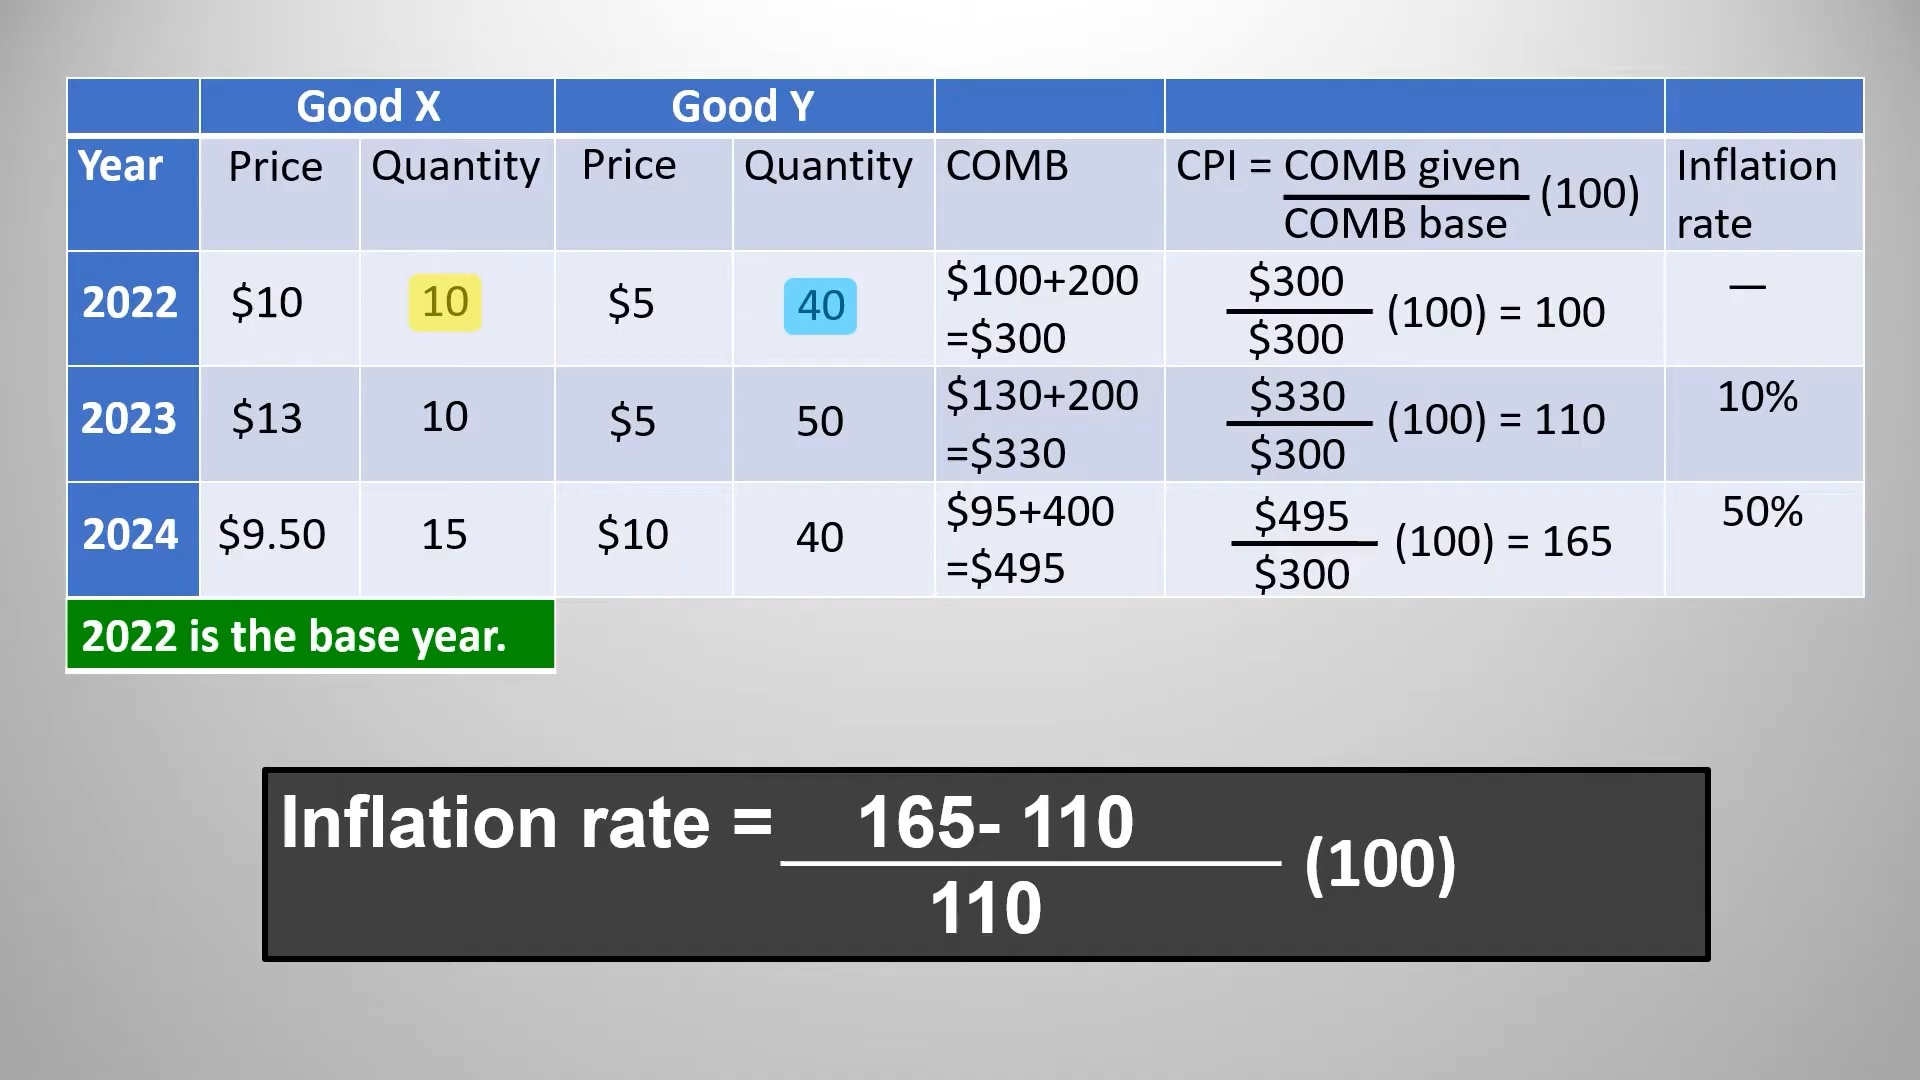 Good X Good Y
Year Price Quantity Price Quantity COMB CPI = COMB given (100) Inflation
COMB base rate
2022 $10 10 $5 40 $100+200 $300 (100) = 100 —
=$300 $300
2023 $13 10 $5 50 $130+200 $330 (100) = 110 10%
=$330 $300
2024 $9.50 15 $10 40 $95+400 $495 (100) = 165 50%
=$495 $300
2022 is the base year.
Inflation rate = 165- 110 (100)
110